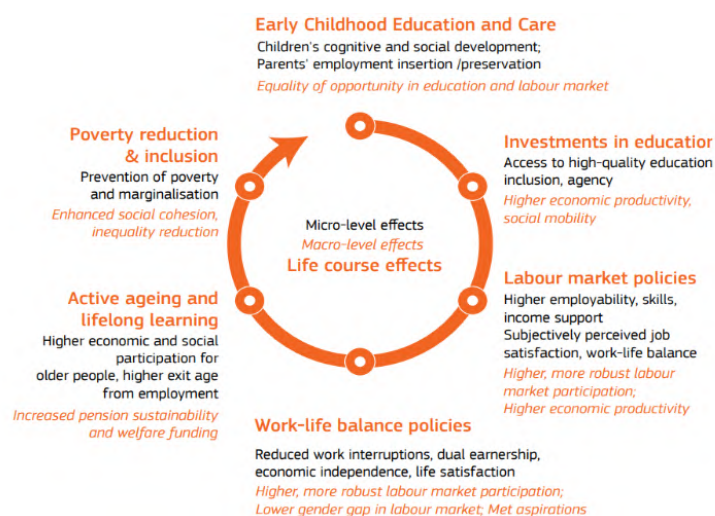 Early Childhood Education and Care
Children's cognitive and social development;
Parents' employment insertion /preservation
Equality of opportunity in education and labour market
Investments in education
Access to high-quality education
inclusion, agency
Higher economic productivity,
social mobility
Labour market policies
Higher employability, skills,
income support
Subjectively perceived job
satisfaction, work-life balance
Higher, more robust labour
market participation;
Higher economic productivity
Work-life balance policies
Reduced work interruptions, dual earnership,
economic independence, life satisfaction
Higher, more robust labour market participation;
Lower gender gap in labour market; Met aspirations
Active ageing and
lifelong learning
Higher economic and social
participation for
older people, higher exit age
from employment
Increased pension sustainability
and welfare funding
Poverty reduction
& inclusion
Prevention of poverty
and marginalisation
Enhanced social cohesion,
inequality reduction
Micro-level effects
Macro-level effects
Life course effects